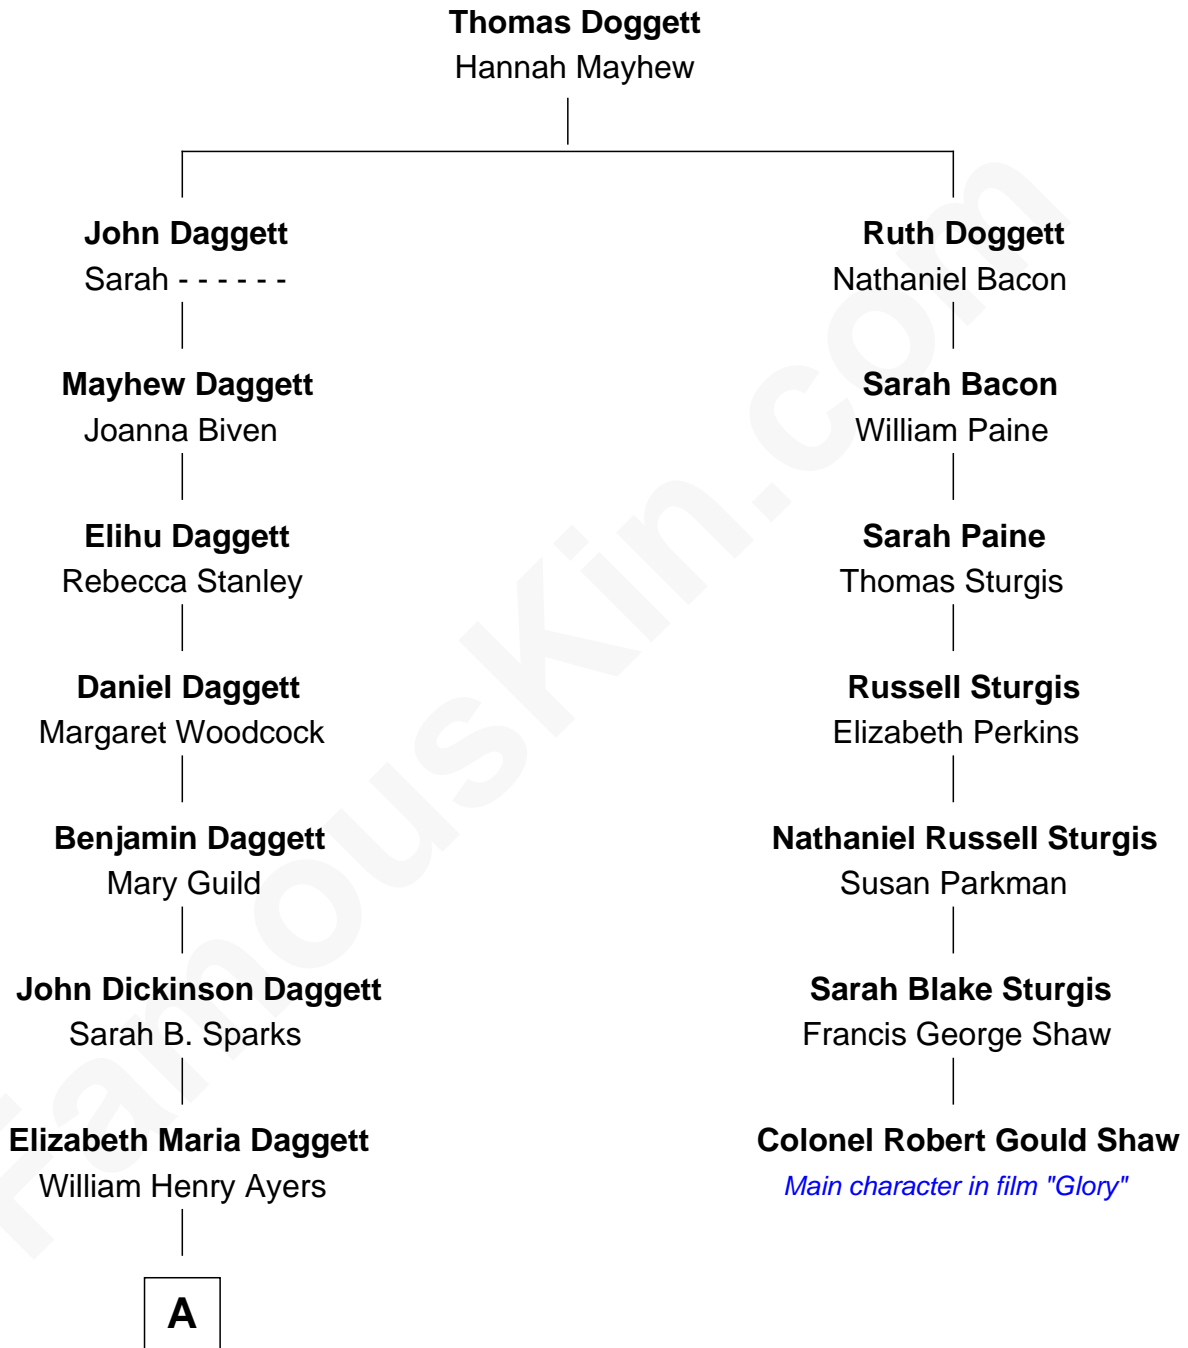 Thomas Doggett
Hannah Mayhew
John Daggett
Sarah - - - - - -
Mayhew Daggett
Joanna Biven
Elihu Daggett
Rebecca Stanley
Daniel Daggett
Margaret Woodcock
Benjamin Daggett
Mary Guild
John Dickinson Daggett
Sarah B. Sparks
Elizabeth Maria Daggett
William Henry Ayers
A
Ruth Doggett
Nathaniel Bacon
Sarah Bacon
William Paine
Sarah Paine
Thomas Sturgis
Russell Sturgis
Elizabeth Perkins
Nathaniel Russell Sturgis
Susan Parkman
Sarah Blake Sturgis
Francis George Shaw
Colonel Robert Gould Shaw
Main character in film "Glory"
FamousKin.com